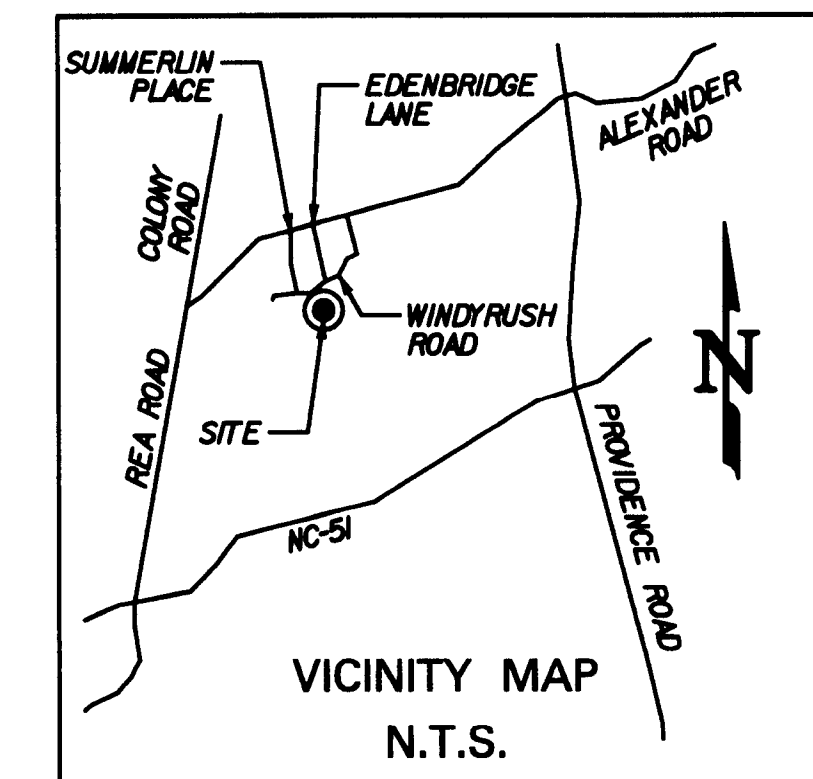 SUMMERLIN
PLACE
EDENBRIDGE
LANE
ALEXANDER
ROAD
COLONY
ROAD
WINDYRUSH
ROAD
N
REA ROAD
SITE
PROVIDENCE ROAD
NC-51
VICINITY MAP
N.T.S.